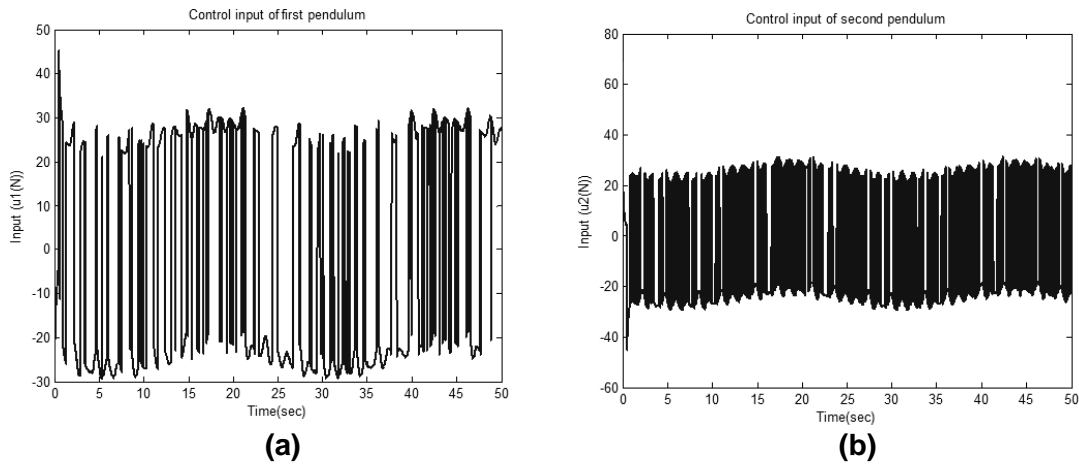 Control input of first pendulum
50
40
30
20
10
0
-10
-20
-30
Input (u1(N))
0 5 10 15 20 25 30 35 40 45 50
Time(sec)
(a)
Control input of second pendulum
80
60
40
20
0
-20
-40
-60
Input (u2(N))
0 5 10 15 20 25 30 35 40 45 50
Time(sec)
(b)